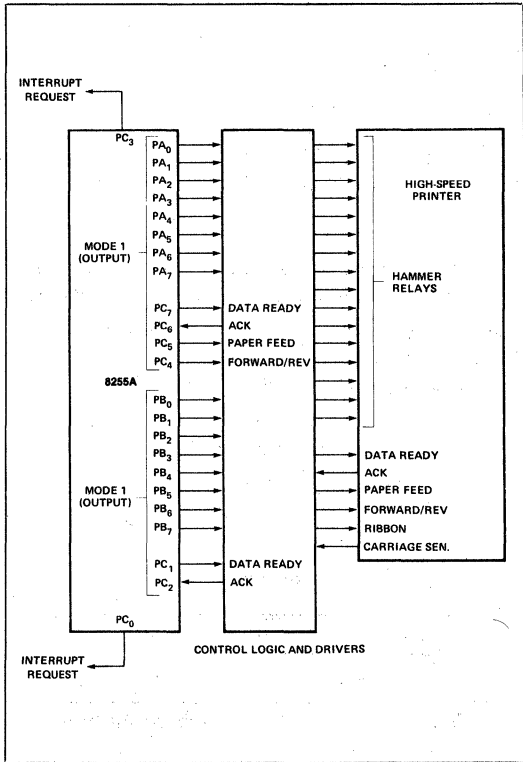 INTERRUPT
REQUEST
PC3
PA0
PA1
PA2
PA3
PA4
PA5
PA6
PA7
MODE 1
(OUTPUT)
PC7
PC6
PC5
PC4
8255A
PB0
PB1
PB2
PB3
PB4
PB5
PB6
PB7
MODE 1
(OUTPUT)
PC1
PC2
PC0
INTERRUPT
REQUEST
DATA READY
ACK
PAPER FEED
FORWARD/REV
DATA READY
ACK
CONTROL LOGIC AND DRIVERS
HIGH-SPEED
PRINTER
HAMMER
RELAYS
DATA READY
ACK
PAPER FEED
FORWARD/REV
RIBBON
CARRIAGE SEN.